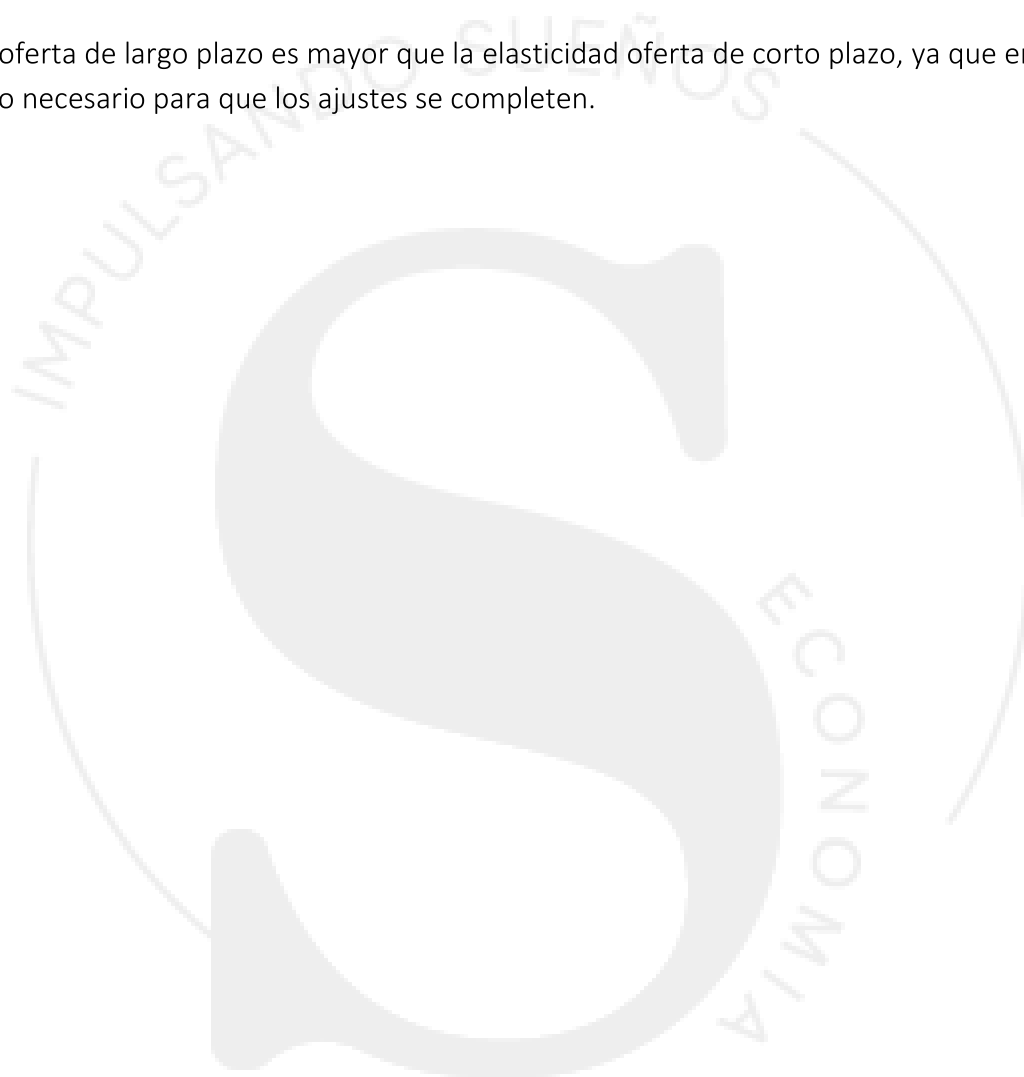 oferta de largo plazo es mayor que la elasticidad oferta de corto plazo, ya que
o necesario para que los ajustes se completen.
IMPULSANDO SUEÑOS
ECONOMIA
S